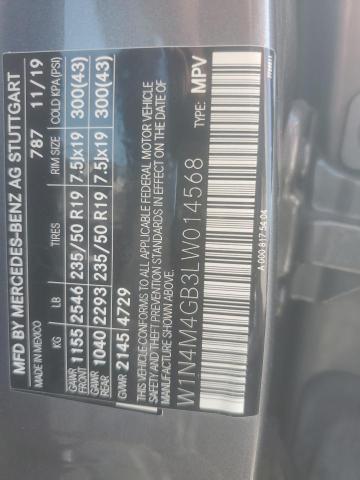 MFD BY MERCEDES-BENZ AG STUTTGART
MADE IN MEXICO 787 11/19
KG LB TIRES RIM SIZE COLD KPA(PSI)
GAWR FRONT 1155 2546 235/50 R19 7.5Jx19 300(43)
GAWR REAR 1040 2293 235/50 R19 7.5Jx19 300(43)
GVWR 2145 4729
THIS VEHICLE CONFORMS TO ALL APPLICABLE FEDERAL MOTOR VEHICLE
SAFETY AND THEFT PREVENTION STANDARDS IN EFFECT ON THE DATE OF
MANUFACTURE SHOWN ABOVE.
W1N4M4GB3LW014568 TYPE: MPV
A 000 817 54 04